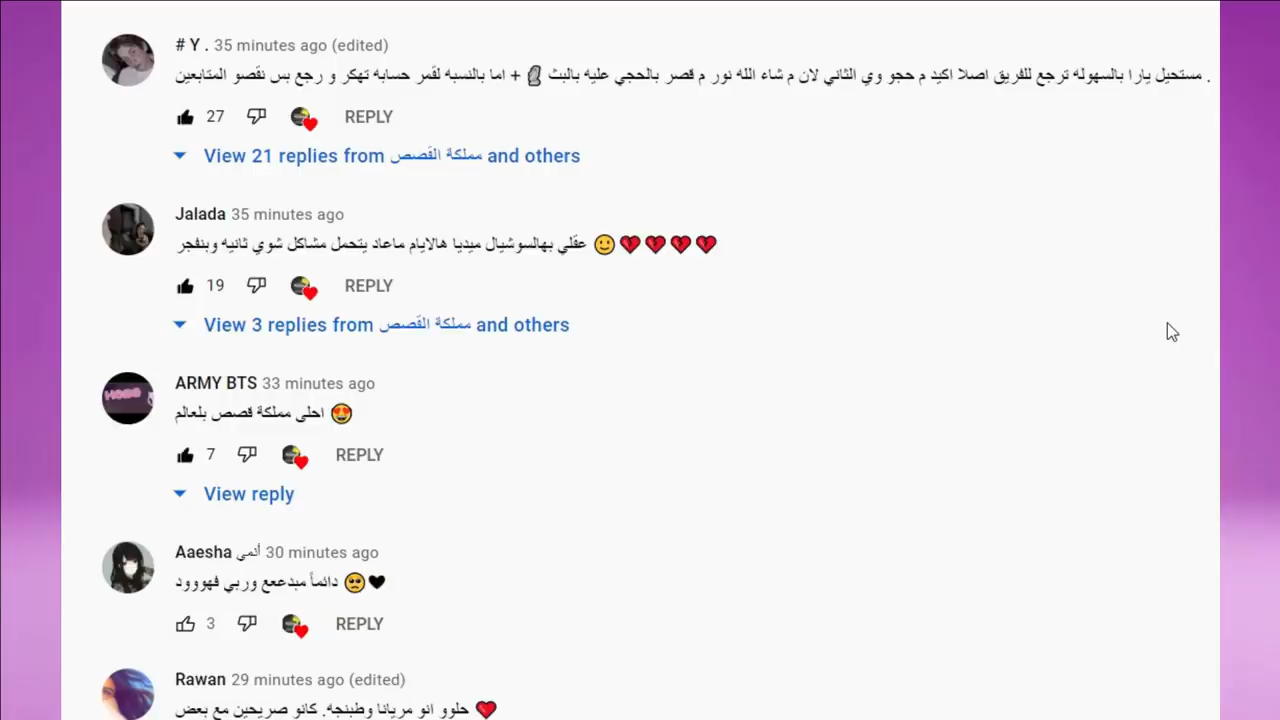 # Y . 35 minutes ago (edited)
. مستحيل يارا بالسهوله ترجع للفريق اصلا اكيد م حجو وي الثاني لان م شاء الله نور م قصر بالحجي عليه بالبث + اما بالنسبه لقمر حسابه تهكر و رجع بس نقصو المتابعين
27 REPLY
View 21 replies from مملكة القصص and others
Jalada 35 minutes ago
عقلي بهالسوشيال ميديا هالايام ماعاد يتحمل مشاكل شوي ثانيه وبنفجر 🙂💔💔💔💔
19 REPLY
View 3 replies from مملكة القصص and others
ARMY BTS 33 minutes ago
احلى مملكة قصص بلعالم 😍
7 REPLY
View reply
Aaesha أنمي 30 minutes ago
دائماً مبدععع وربي فهووود 🥺🖤
3 REPLY
Rawan 29 minutes ago (edited)
حلوو انو مريانا وطبنجه. كانو صريحين مع بعض ❤